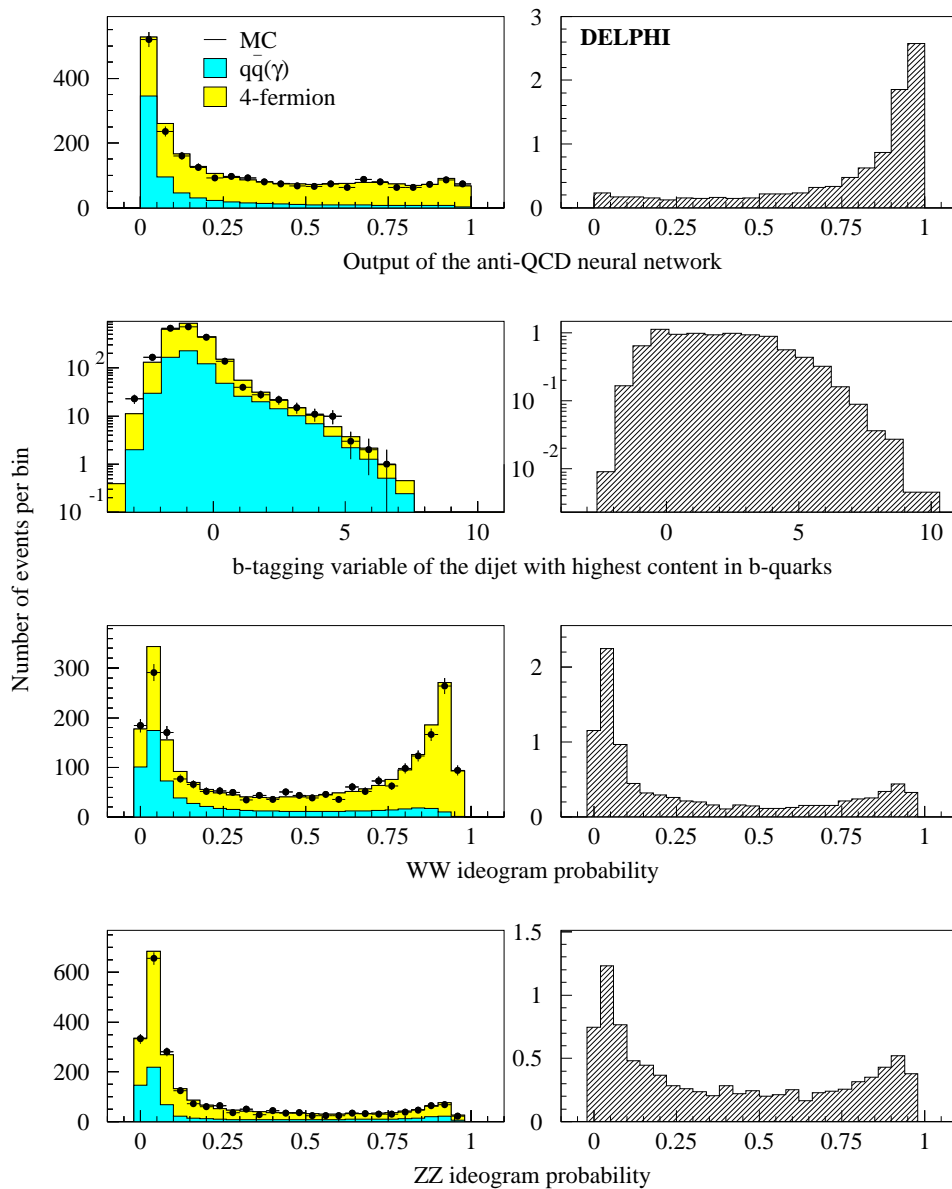 MC
qq̄(γ)
4-fermion
0
200
400
0 0.25 0.5 0.75 1
DELPHI
0
1
2
3
0 0.25 0.5 0.75 1
Output of the anti-QCD neural network
10 -1
1
10
10 2
0 5 10
10 -2
10 -1
1
0 5 10
b-tagging variable of the dijet with highest content in b-quarks
Number of events per bin
0
100
200
300
0 0.25 0.5 0.75 1
0
1
2
0 0.25 0.5 0.75 1
WW ideogram probability
0
200
400
600
0 0.25 0.5 0.75 1
0
0.5
1
1.5
0 0.25 0.5 0.75 1
ZZ ideogram probability